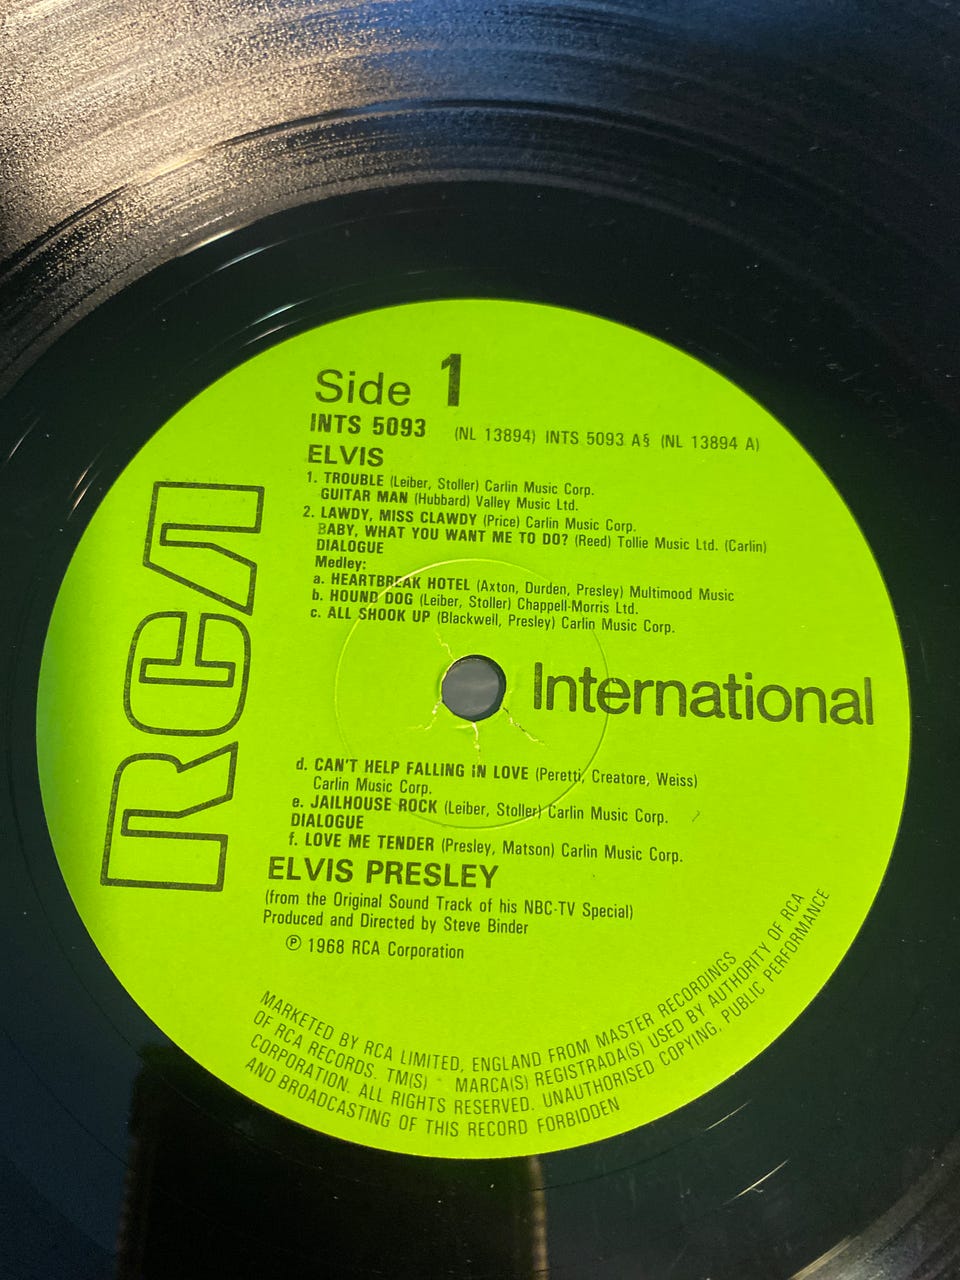 Side 1
INTS 5093 (NL 13894) INTS 5093 A§ (NL 13894 A)
ELVIS
1. TROUBLE (Leiber, Stoller) Carlin Music Corp.
GUITAR MAN (Hubbard) Valley Music Ltd.
2. LAWDY, MISS CLAWDY (Price) Carlin Music Corp.
BABY, WHAT YOU WANT ME TO DO? (Reed) Tollie Music Ltd. (Carlin)
DIALOGUE
Medley:
a. HEARTBREAK HOTEL (Axton, Durden, Presley) Multimood Music
b. HOUND DOG (Leiber, Stoller) Chappell-Morris Ltd.
c. ALL SHOOK UP (Blackwell, Presley) Carlin Music Corp.
RCA
International
d. CAN'T HELP FALLING IN LOVE (Peretti, Creatore, Weiss)
Carlin Music Corp.
e. JAILHOUSE ROCK (Leiber, Stoller) Carlin Music Corp.
DIALOGUE
f. LOVE ME TENDER (Presley, Matson) Carlin Music Corp.
ELVIS PRESLEY
(from the Original Sound Track of his NBC-TV Special)
Produced and Directed by Steve Binder
℗ 1968 RCA Corporation
MARKETED BY RCA LIMITED, ENGLAND FROM MASTER RECORDINGS
OF RCA RECORDS. TM(S) MARCA(S) REGISTRADA(S) USED BY AUTHORITY OF RCA
CORPORATION. ALL RIGHTS RESERVED. UNAUTHORISED COPYING, PUBLIC PERFORMANCE
AND BROADCASTING OF THIS RECORD FORBIDDEN